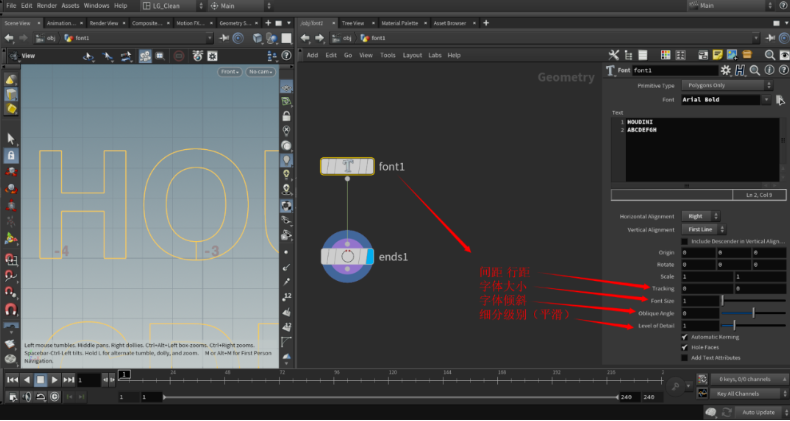 File Edit Render Assets Windows Help LG_Clean Main Main
Scene View Animation... Render View Composite... Motion FX... Geometry S...
/obj/font1 Tree View Material Palette Asset Browser
obj font1
obj font1
View
Add Edit Go View Tools Layout Labs Help
Front No cam
Geometry
HOU
-4 -3
font1
ends1
Font font1
Primitive Type Polygons Only
Font Arial Bold
Text
1 HOUDINI
2 ABCDEFGH
Ln 2, Col 9
Horizontal Alignment Right
Vertical Alignment First Line
Include Descender in Vertical Align...
Origin 0 0 0
Rotate 0 0 0
Scale 1 1
Tracking 0 0
Font Size 1
Oblique Angle 0
Level of Detail 1
Automatic Kerning
Hole Faces
Add Text Attributes
间距 行距
字体大小
字体倾斜
细分级别（平滑）
Left mouse tumbles. Middle pans. Right dollies. Ctrl+Alt+Left box-zooms. Ctrl+Right zooms.
Spacebar-Ctrl-Left tilts. Hold L for alternate tumble, dolly, and zoom. M or Alt+M for First Person
Navigation.
1 1 24 48 72 96 120 144 168 192 216
0 keys, 0/0 channels
Key All Channels
1 1 240 240
Auto Update